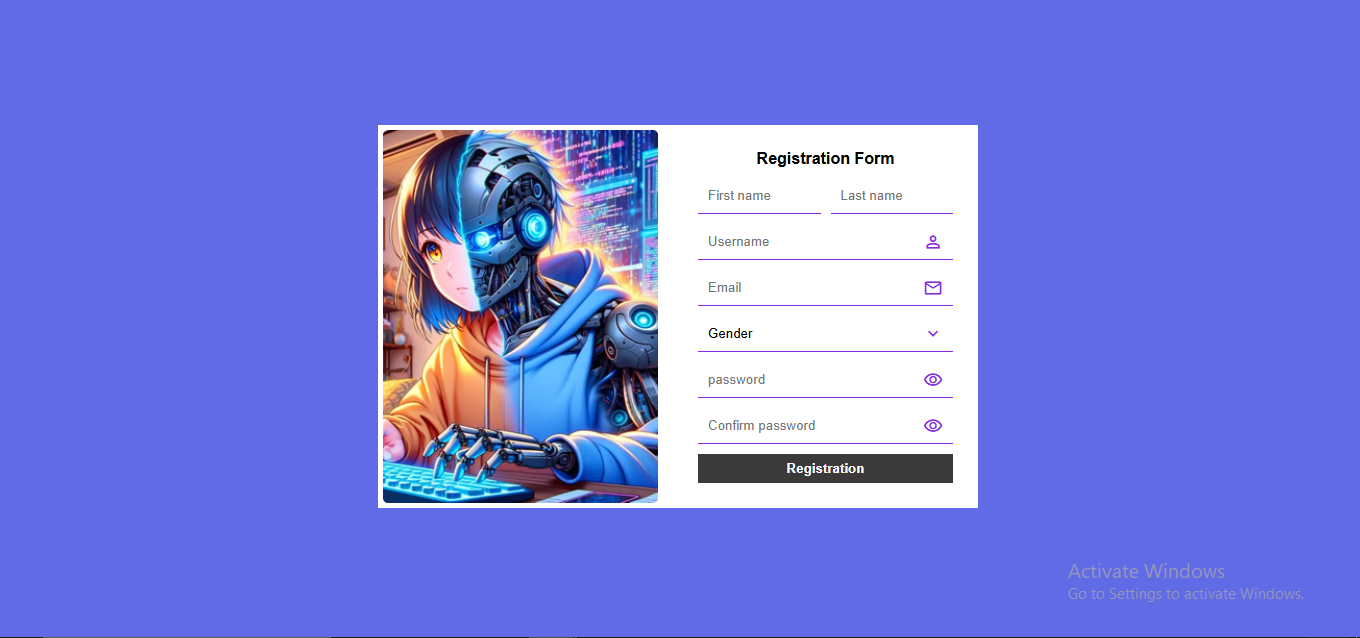 Registration Form
First name Last name
Username
Email
Gender
password
Confirm password
Registration
Activate Windows
Go to Settings to activate Windows.